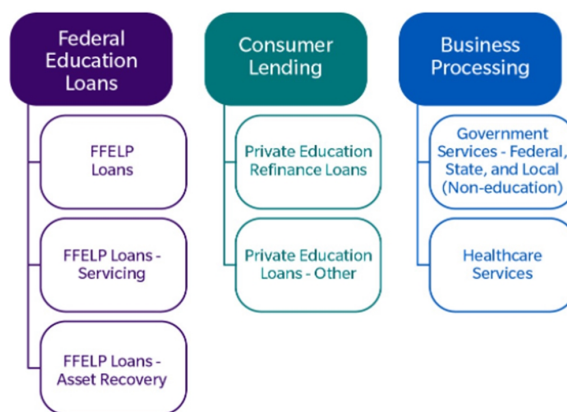 Federal
Education
Loans
FFELP
Loans
FFELP Loans -
Servicing
FFELP Loans -
Asset Recovery
Consumer
Lending
Private Education
Refinance Loans
Private Education
Loans - Other
Business
Processing
Government
Services - Federal,
State, and Local
(Non-education)
Healthcare
Services